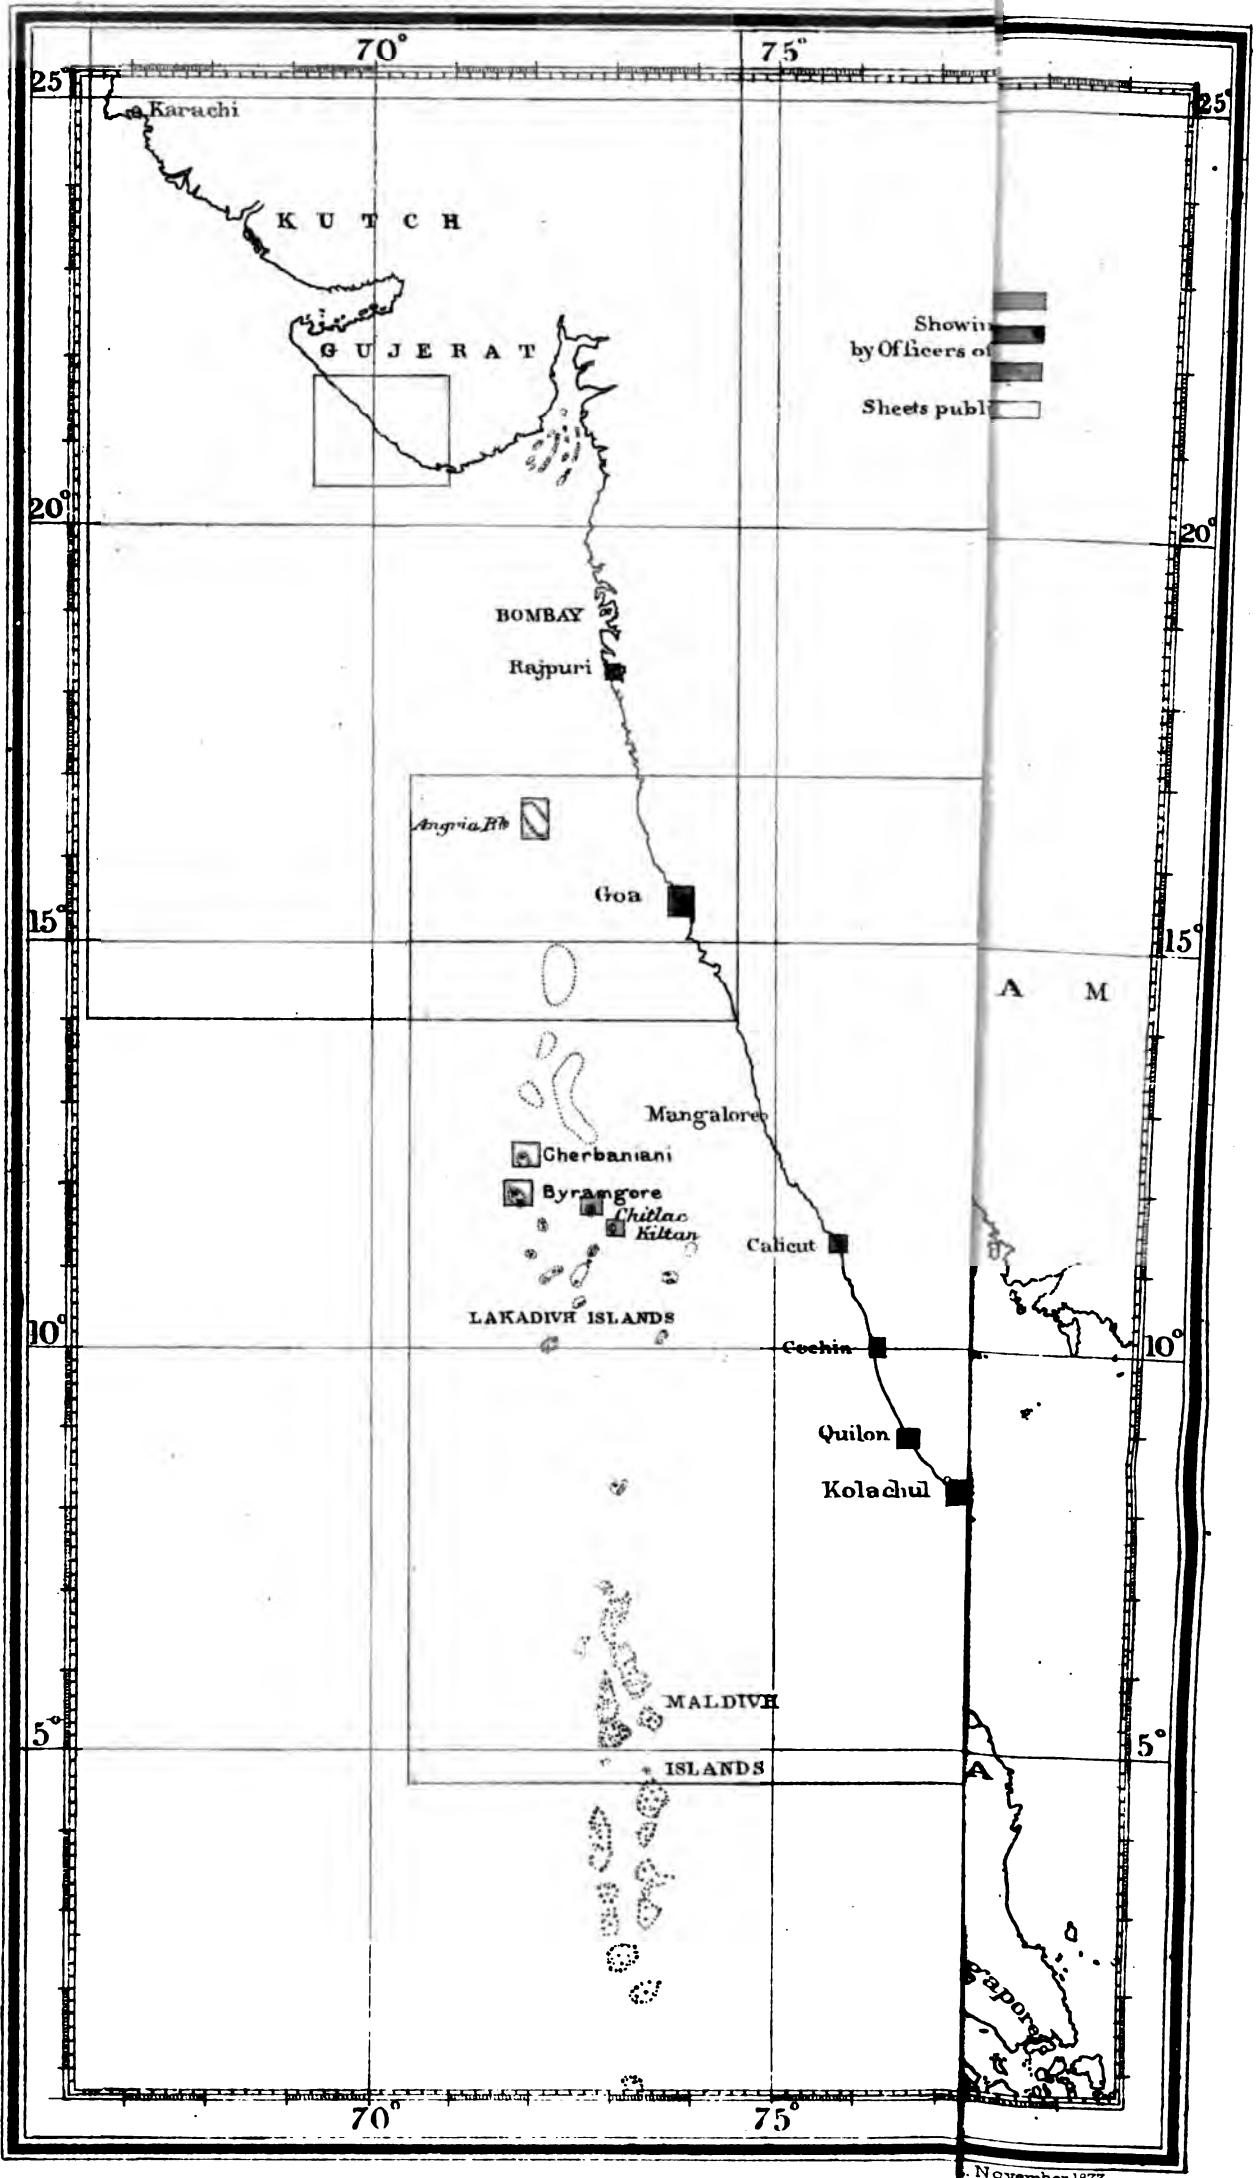 70°
75°
25°
25°
Karachi
KUTCH
Showin
by Officers of
GUJERAT
Sheets publ
20°
20°
BOMBAY
Rajpuri
Angria Bk
Goa
15°
15°
A M
Mangalore
Cherbaniani
Byramgore
Chitlac
Kiltan
Calicut
LAKADIVH ISLANDS
10°
Cochin
10°
Quilon
Kolachul
MALDIVH
5°
5°
ISLANDS
A
gapore
70°
75°
November 1877